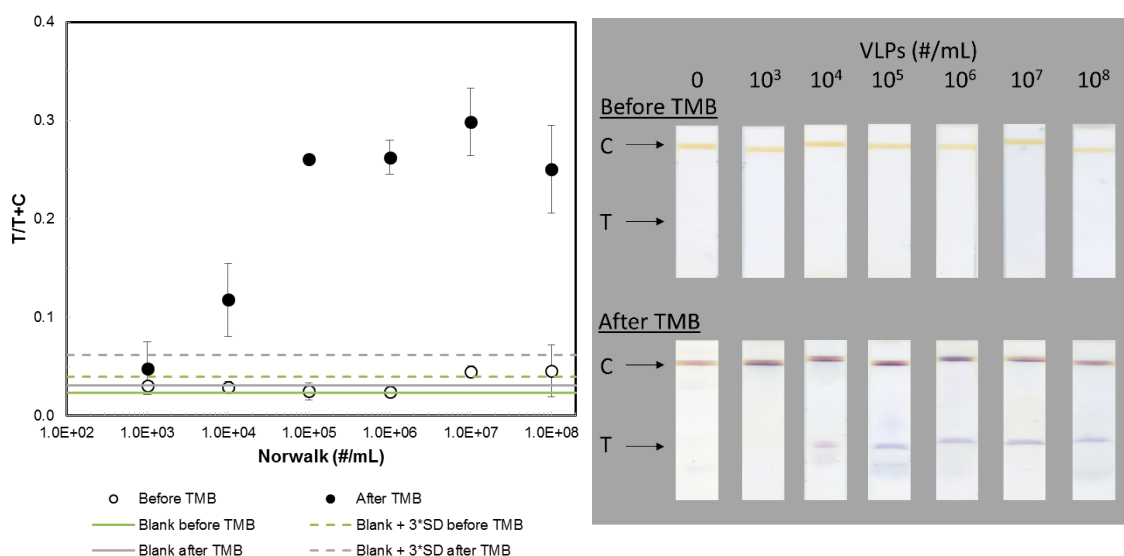 0.4
0.3
0.2
0.1
0.0
T/T+C
1.0E+02 1.0E+03 1.0E+04 1.0E+05 1.0E+06 1.0E+07 1.0E+08
Norwalk (#/mL)
Before TMB After TMB
Blank before TMB Blank + 3*SD before TMB
Blank after TMB Blank + 3*SD after TMB
VLPs (#/mL)
0 10³ 10⁴ 10⁵ 10⁶ 10⁷ 10⁸
Before TMB
C
T
After TMB
C
T